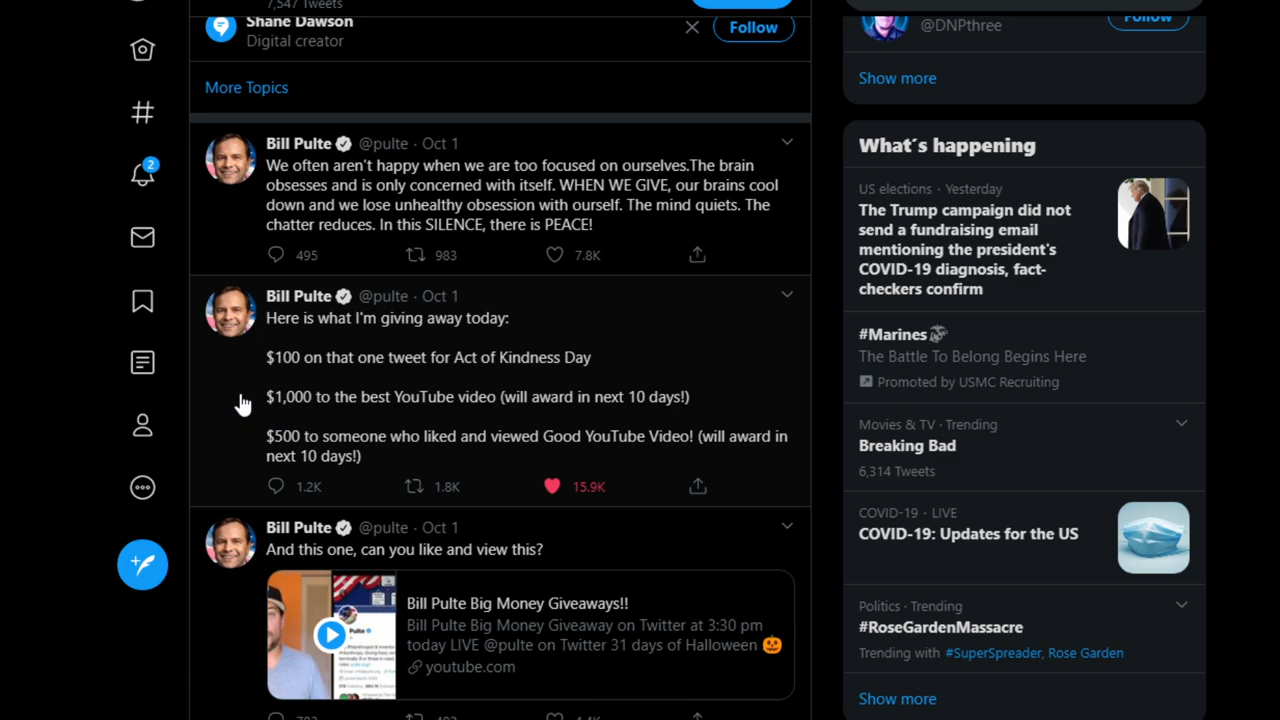 7,547 Tweets
Shane Dawson
Digital creator
Follow
More Topics
Bill Pulte @pulte · Oct 1
We often aren't happy when we are too focused on ourselves.The brain
obsesses and is only concerned with itself. WHEN WE GIVE, our brains cool
down and we lose unhealthy obsession with ourself. The mind quiets. The
chatter reduces. In this SILENCE, there is PEACE!
495 983 7.8K
Bill Pulte @pulte · Oct 1
Here is what I'm giving away today:
$100 on that one tweet for Act of Kindness Day
$1,000 to the best YouTube video (will award in next 10 days!)
$500 to someone who liked and viewed Good YouTube Video! (will award in
next 10 days!)
1.2K 1.8K 15.9K
Bill Pulte @pulte · Oct 1
And this one, can you like and view this?
Bill Pulte Big Money Giveaways!!
Bill Pulte Big Money Giveaway on Twitter at 3:30 pm
today LIVE @pulte on Twitter 31 days of Halloween 🎃
youtube.com
2
@DNPthree
Follow
Show more
What's happening
US elections · Yesterday
The Trump campaign did not
send a fundraising email
mentioning the president's
COVID-19 diagnosis, fact-
checkers confirm
#Marines
The Battle To Belong Begins Here
Promoted by USMC Recruiting
Movies & TV · Trending
Breaking Bad
6,314 Tweets
COVID-19 · LIVE
COVID-19: Updates for the US
Politics · Trending
#RoseGardenMassacre
Trending with #SuperSpreader, Rose Garden
Show more